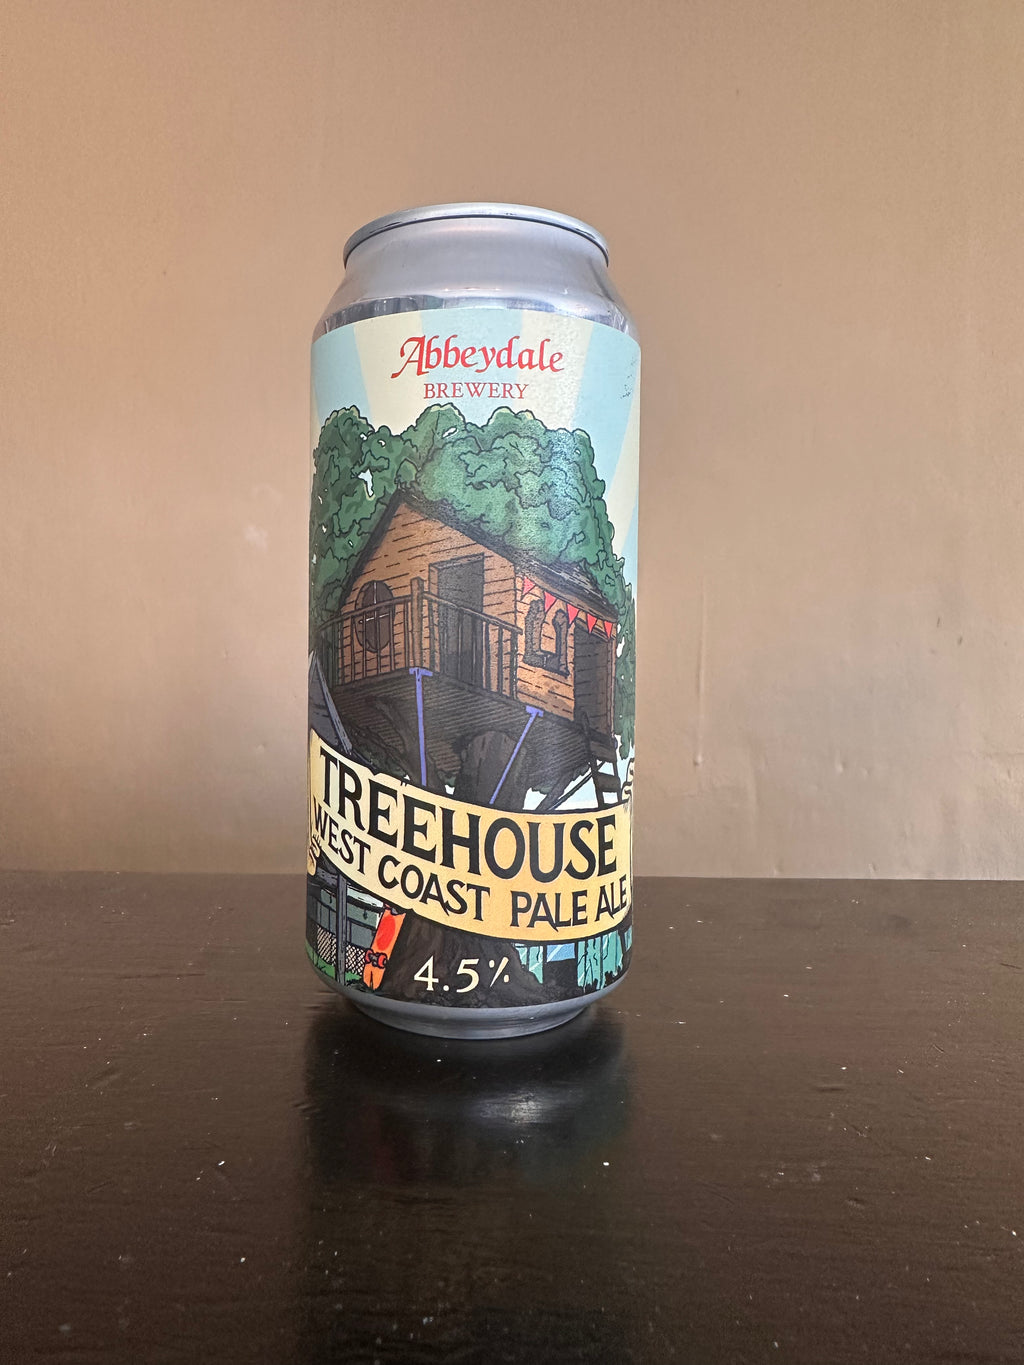 Abbeydale
BREWERY
TREEHOUSE
WEST COAST PALE ALE
4.5%